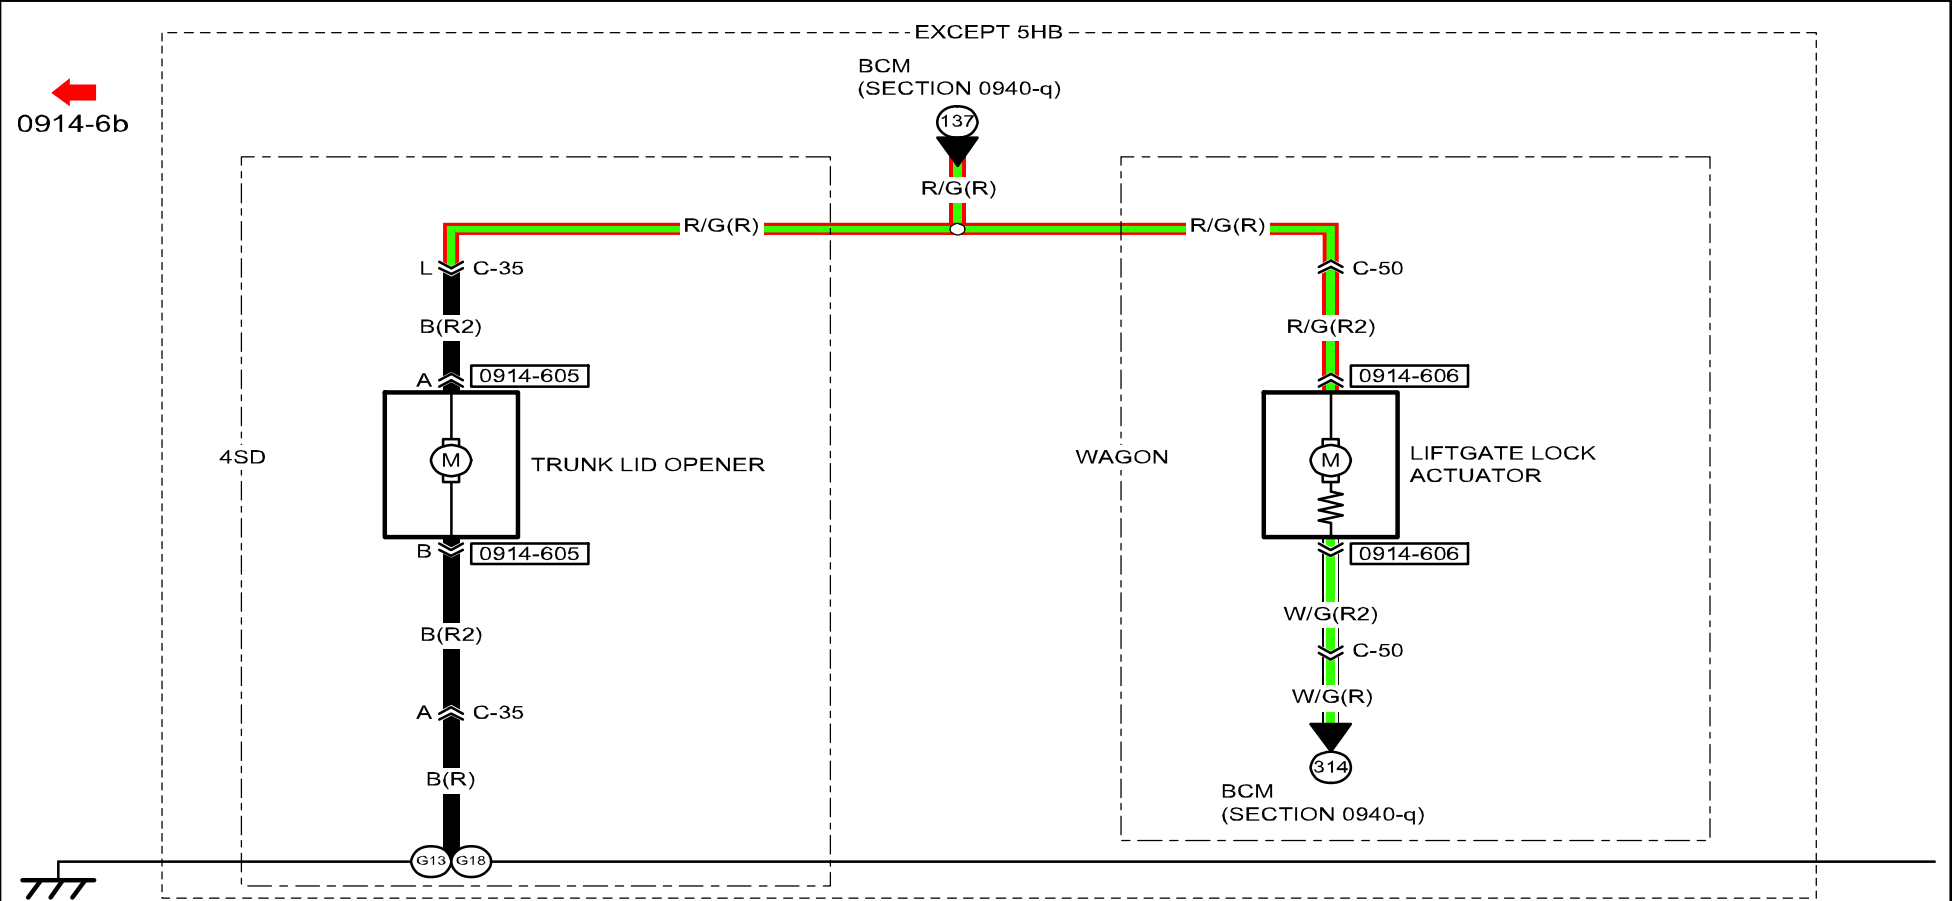 EXCEPT 5HB
BCM
(SECTION 0940-q)
0914-6b
137
R/G(R)
R/G(R)
R/G(R)
L
C-35
C-50
B(R2)
R/G(R2)
A
0914-605
0914-606
4SD
M
TRUNK LID OPENER
WAGON
M
LIFTGATE LOCK
ACTUATOR
B
0914-605
0914-606
W/G(R2)
B(R2)
C-50
W/G(R)
A
C-35
314
B(R)
BCM
(SECTION 0940-q)
G13
G18